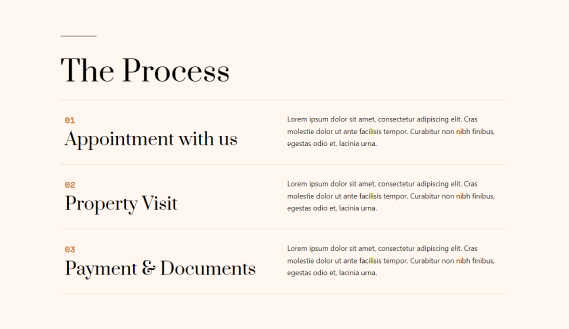 The Process
01
Appointment with us
Lorem ipsum dolor sit amet, consectetur adipiscing elit. Cras
molestie dolor ut ante facilisis tempor. Curabitur non nibh finibus,
egestas odio et, lacinia urna.
02
Property Visit
Lorem ipsum dolor sit amet, consectetur adipiscing elit. Cras
molestie dolor ut ante facilisis tempor. Curabitur non nibh finibus,
egestas odio et, lacinia urna.
03
Payment & Documents
Lorem ipsum dolor sit amet, consectetur adipiscing elit. Cras
molestie dolor ut ante facilisis tempor. Curabitur non nibh finibus,
egestas odio et, lacinia urna.